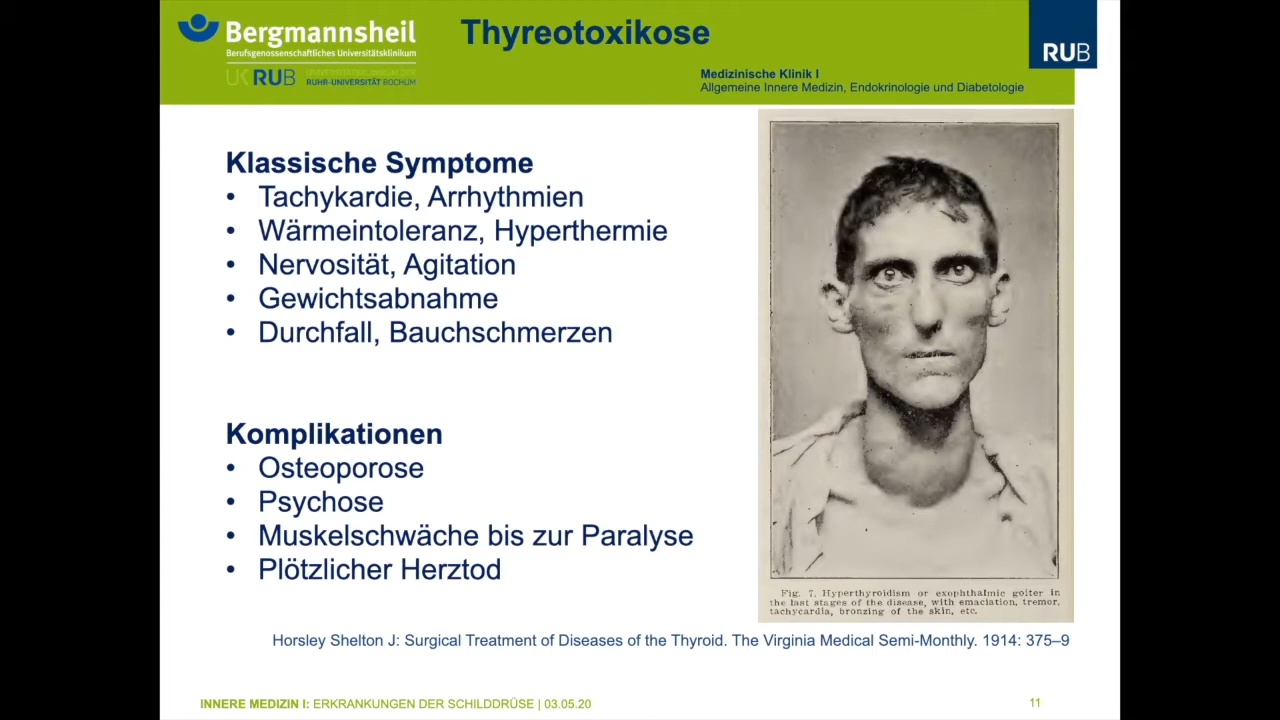 Bergmannsheil
Berufsgenossenschaftliches Universitätsklinikum
UK RUB UNIVERSITÄTSKLINIKUM DER
RUHR-UNIVERSITÄT BOCHUM
Thyreotoxikose
RUB
Medizinische Klinik I
Allgemeine Innere Medizin, Endokrinologie und Diabetologie
Klassische Symptome
• Tachykardie, Arrhythmien
• Wärmeintoleranz, Hyperthermie
• Nervosität, Agitation
• Gewichtsabnahme
• Durchfall, Bauchschmerzen
Komplikationen
• Osteoporose
• Psychose
• Muskelschwäche bis zur Paralyse
• Plötzlicher Herztod
Fig. 7. Hyperthyroidism or exophthalmic goiter in
the last stages of the disease, with emaciation, tremor,
tachycardia, bronzing of the skin, etc.
Horsley Shelton J: Surgical Treatment of Diseases of the Thyroid. The Virginia Medical Semi-Monthly. 1914: 375–9
INNERE MEDIZIN I: ERKRANKUNGEN DER SCHILDDRÜSE | 03.05.20
11